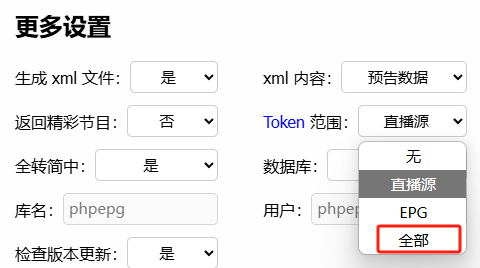 更多设置
生成 xml 文件： 是 xml 内容： 预告数据
返回精彩节目： 否 Token 范围： 直播源
无
全转简中： 是 数据库：
直播源
库名： phpepg 用户： phpe
EPG
全部
检查版本更新： 是